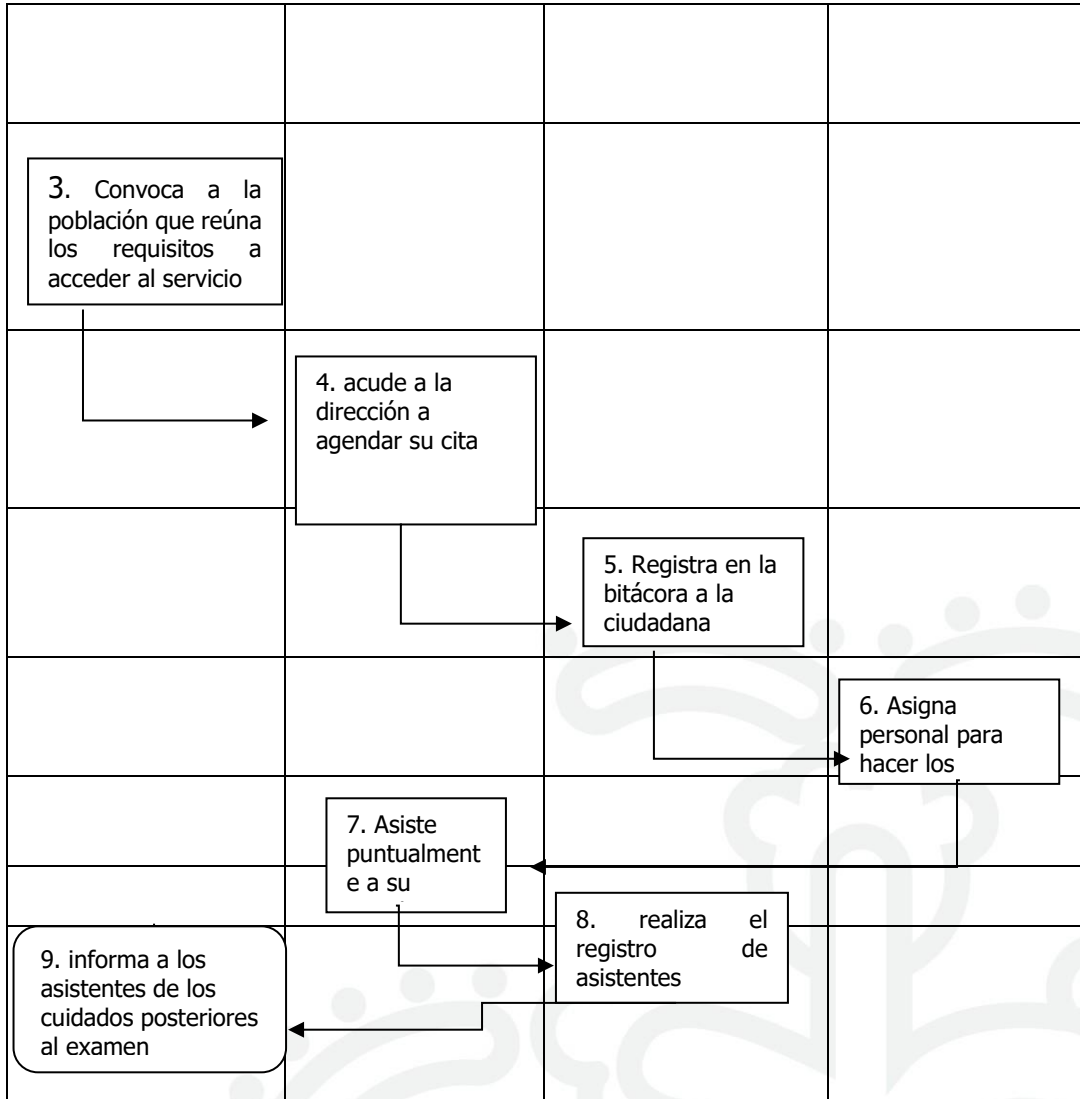 3. Convoca a la
población que reúna
los requisitos a
acceder al servicio
4. acude a la
dirección a
agendar su cita
5. Registra en la
bitácora a la
ciudadana
6. Asigna
personal para
hacer los
7. Asiste
puntualment
e a su
8. realiza el
registro de
asistentes
9. informa a los
asistentes de los
cuidados posteriores
al examen